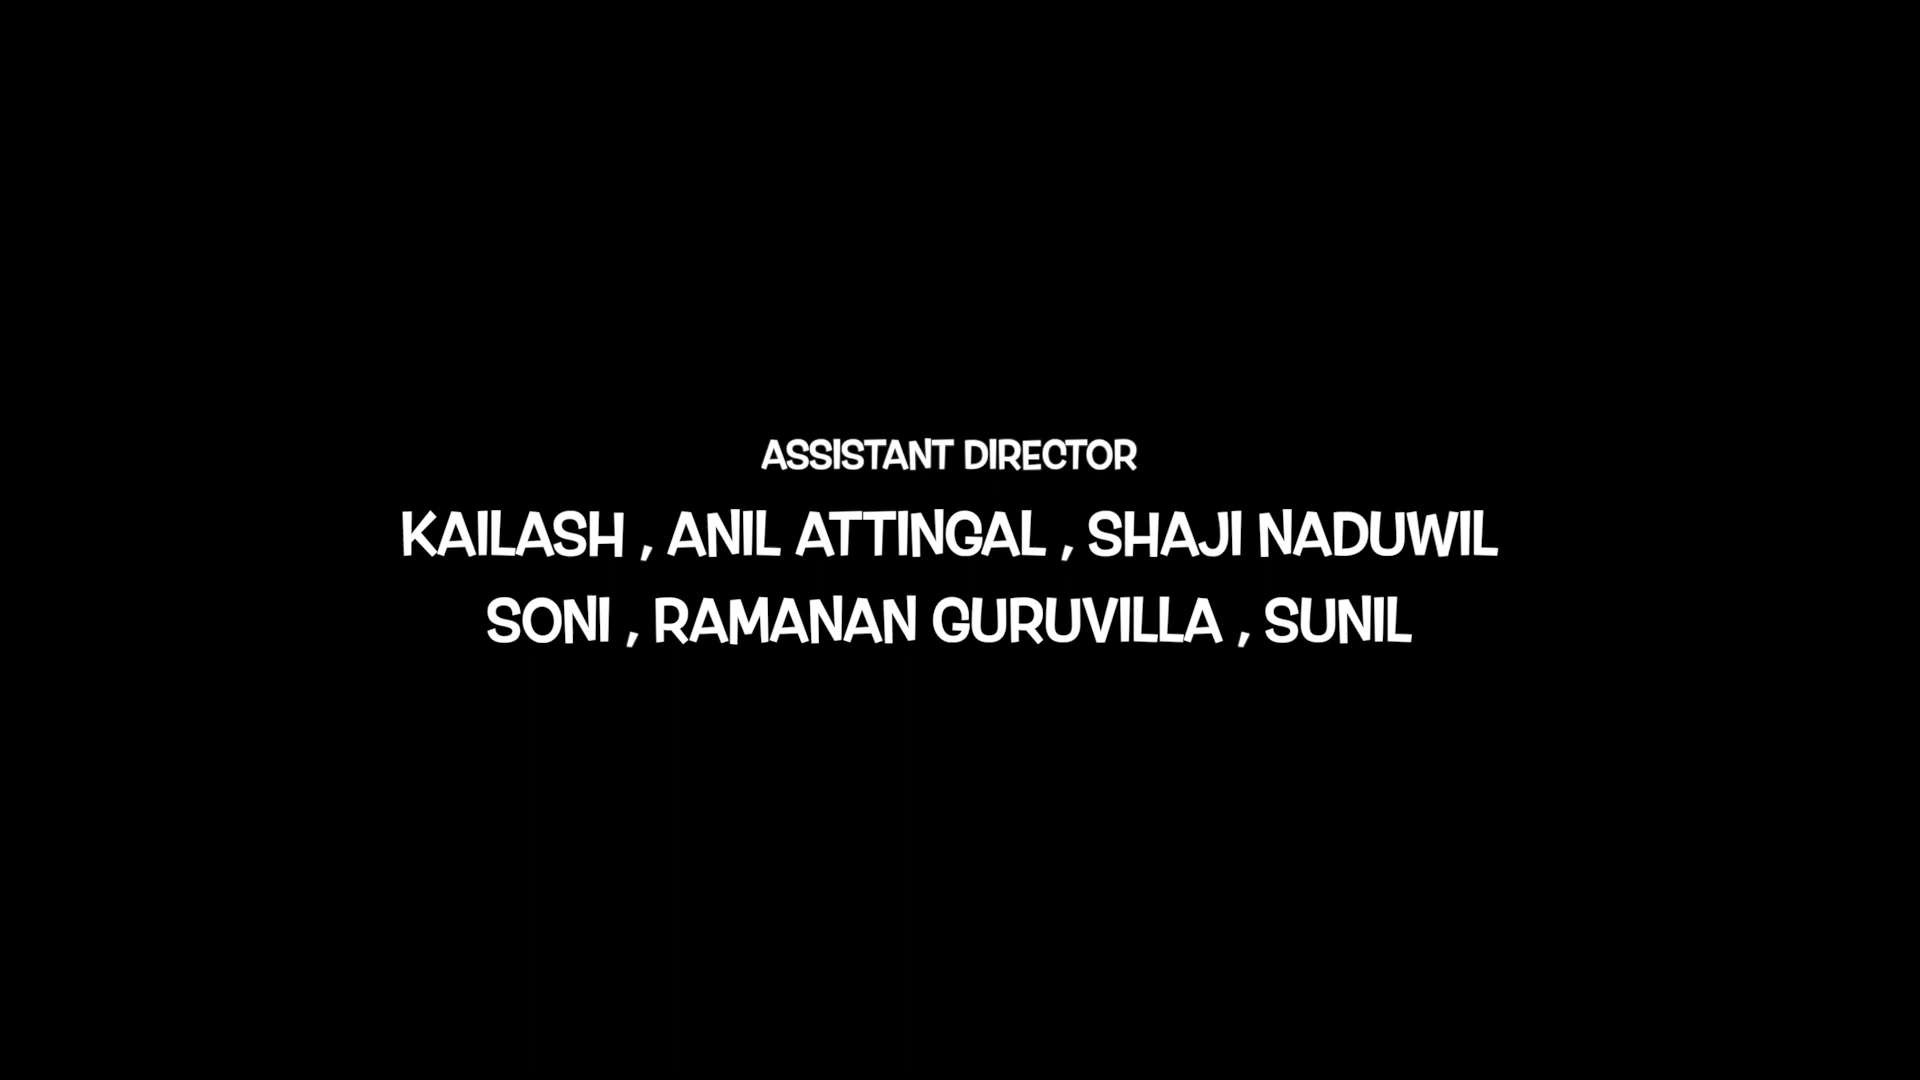 ASSISTANT DIRECTOR
KAILASH , ANIL ATTINGAL , SHAJI NADUWIL
SONI , RAMANAN GURUVILLA , SUNIL